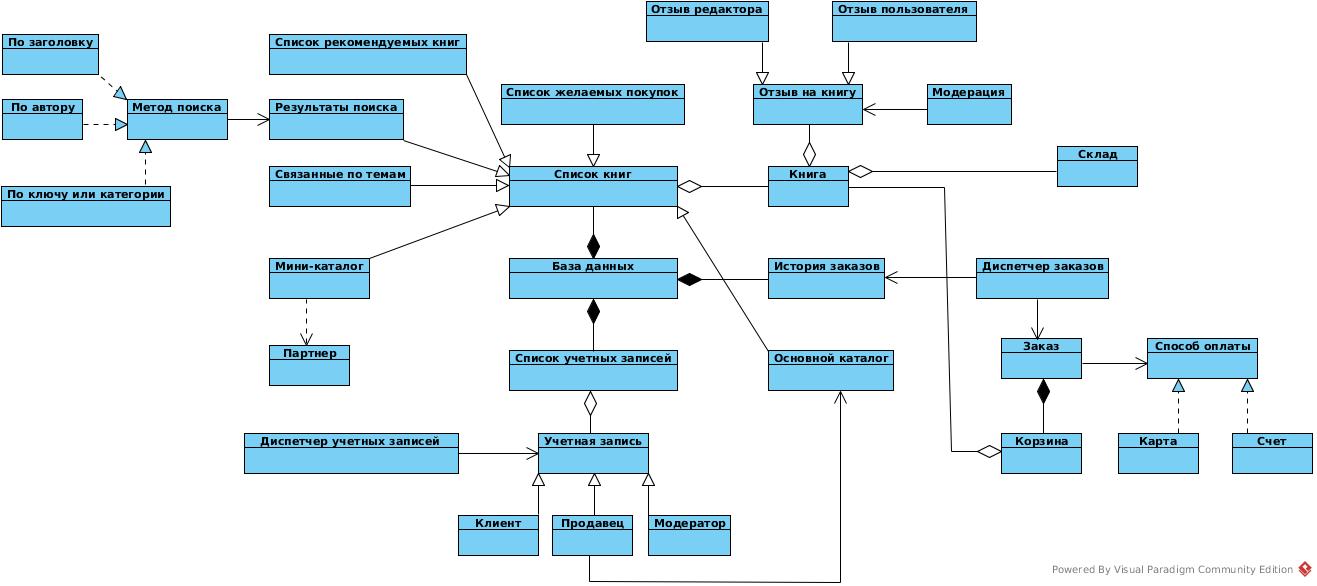 Отзыв редактора
Отзыв пользователя
По заголовку
Список рекомендуемых книг
Список желаемых покупок
Отзыв на книгу
Модерация
По автору
Метод поиска
Результаты поиска
Склад
Связанные по темам
Список книг
Книга
По ключу или категории
Мини-каталог
База данных
История заказов
Диспетчер заказов
Партнер
Список учетных записей
Основной каталог
Заказ
Способ оплаты
Диспетчер учетных записей
Учетная запись
Корзина
Карта
Счет
Клиент
Продавец
Модератор
Powered By Visual Paradigm Community Edition